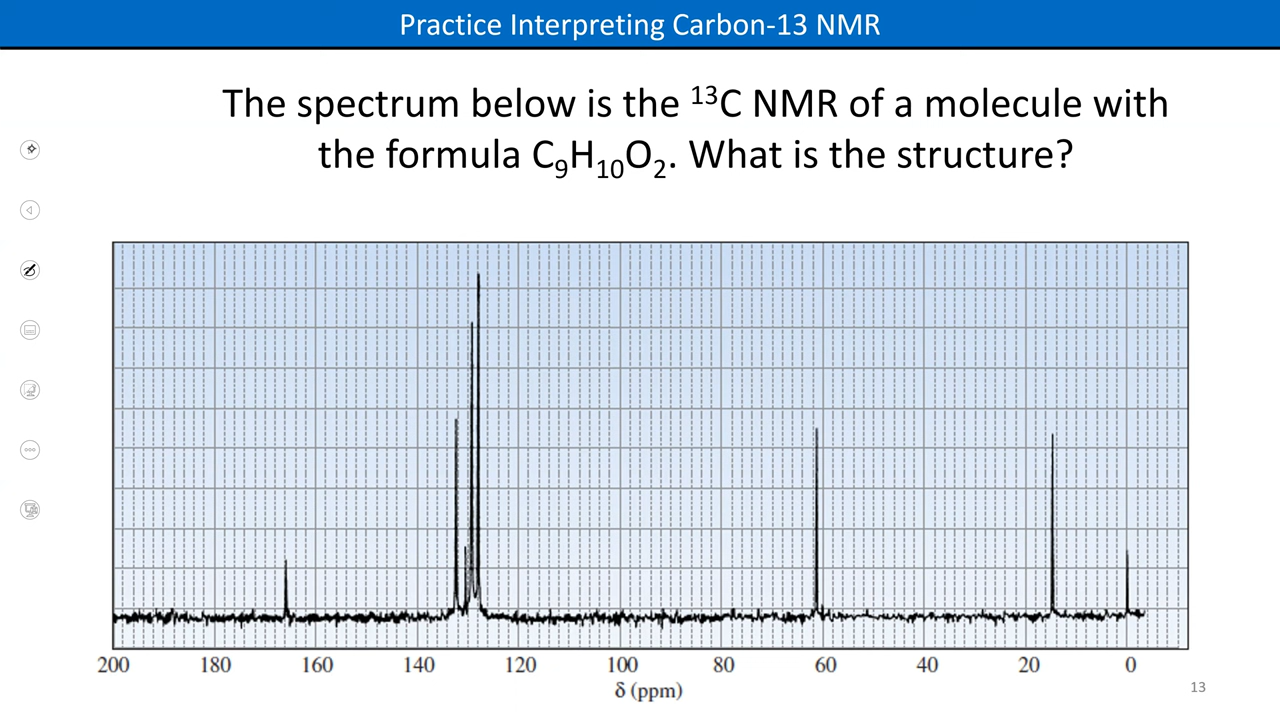 Practice Interpreting Carbon-13 NMR
The spectrum below is the ¹³C NMR of a molecule with
the formula C₉H₁₀O₂. What is the structure?
200 180 160 140 120 100 80 60 40 20 0
δ (ppm)
13